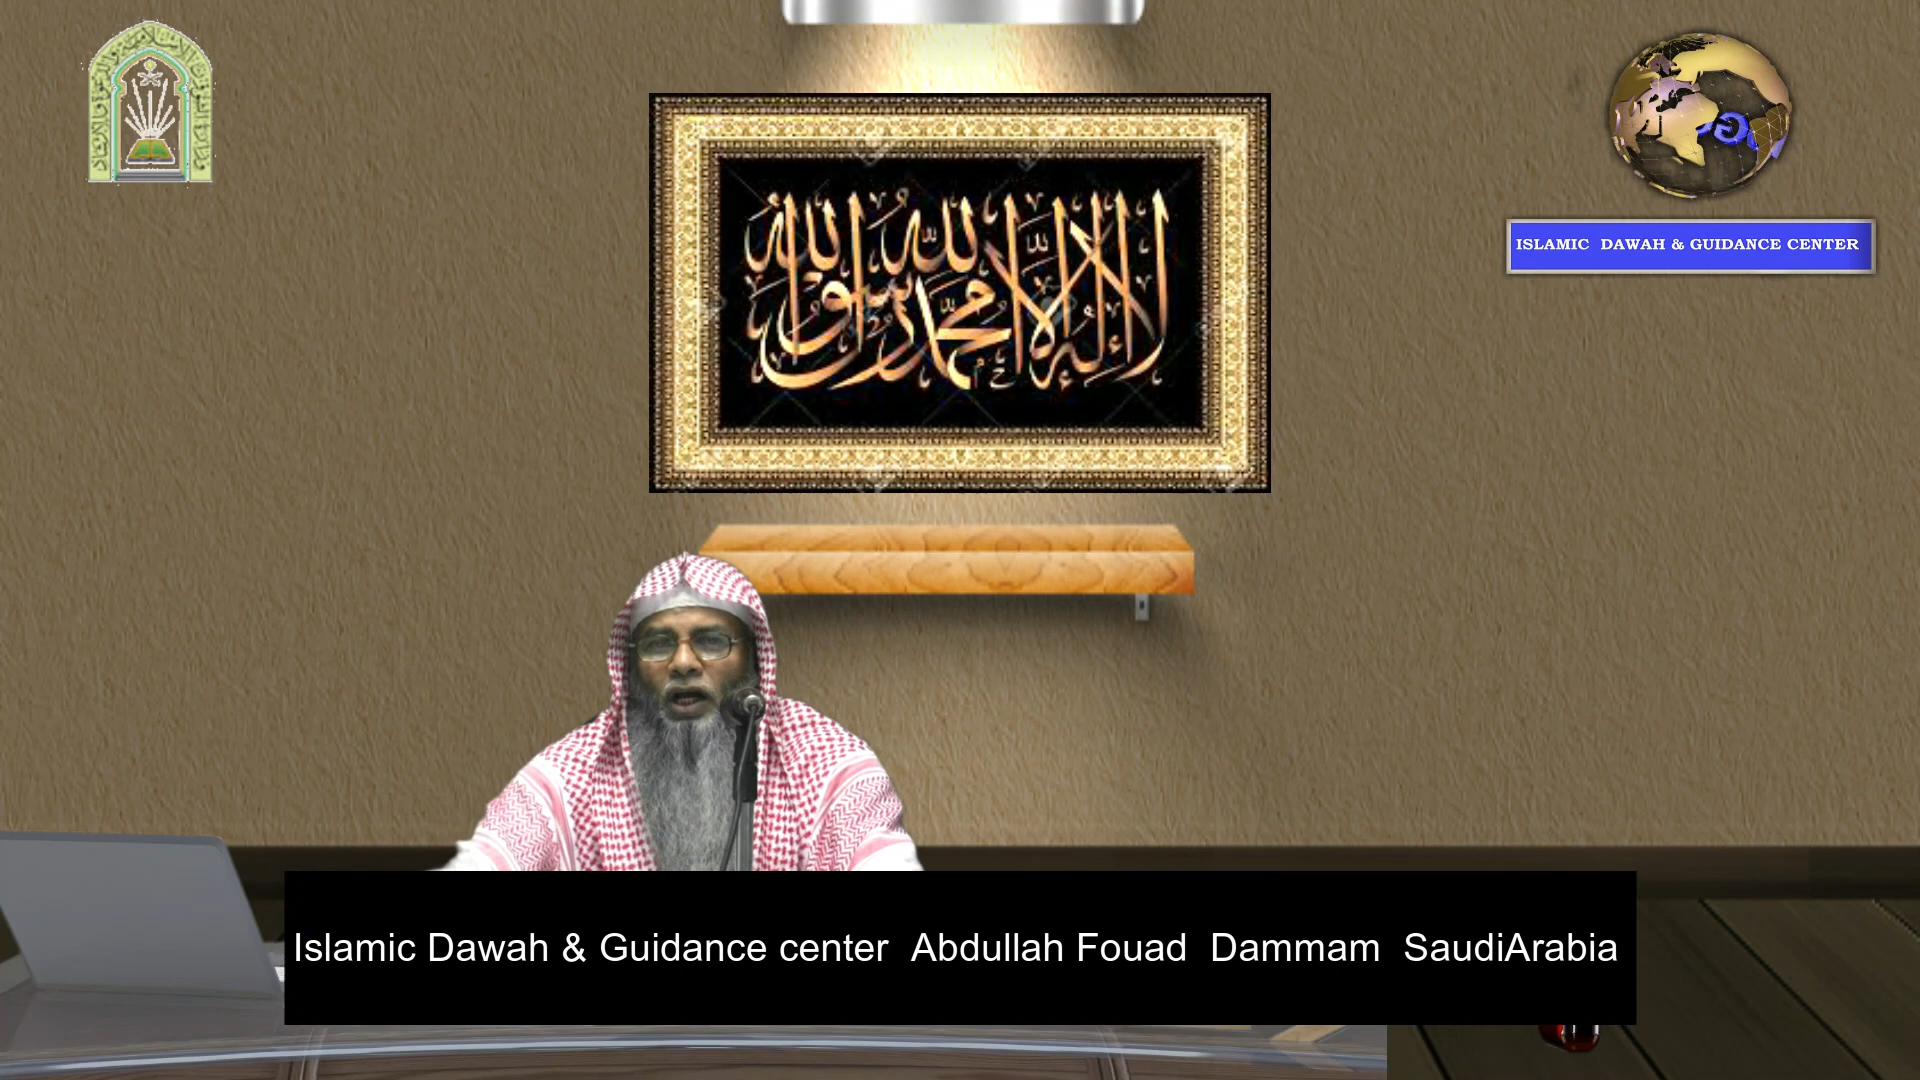 لا إله إلا الله محمد رسول الله
ISLAMIC DAWAH & GUIDANCE CENTER
Islamic Dawah & Guidance center Abdullah Fouad Dammam SaudiArabia